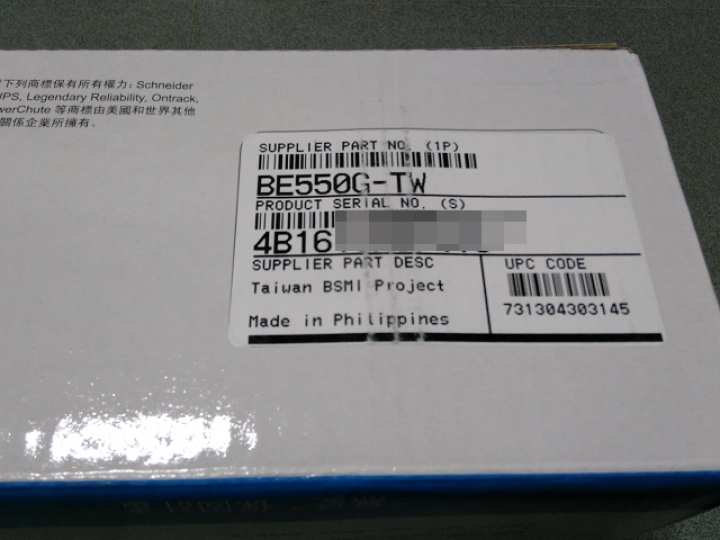 下列商標保有所有權力: Schneider
UPS, Legendary Reliability, Ontrack,
werChute 等商標由美國和世界其他
關係企業所擁有。
SUPPLIER PART NO. (1P)
BE550G-TW
PRODUCT SERIAL NO. (S)
4B16
SUPPLIER PART DESC
Taiwan BSMI Project
Made in Philippines
UPC CODE
731304303145